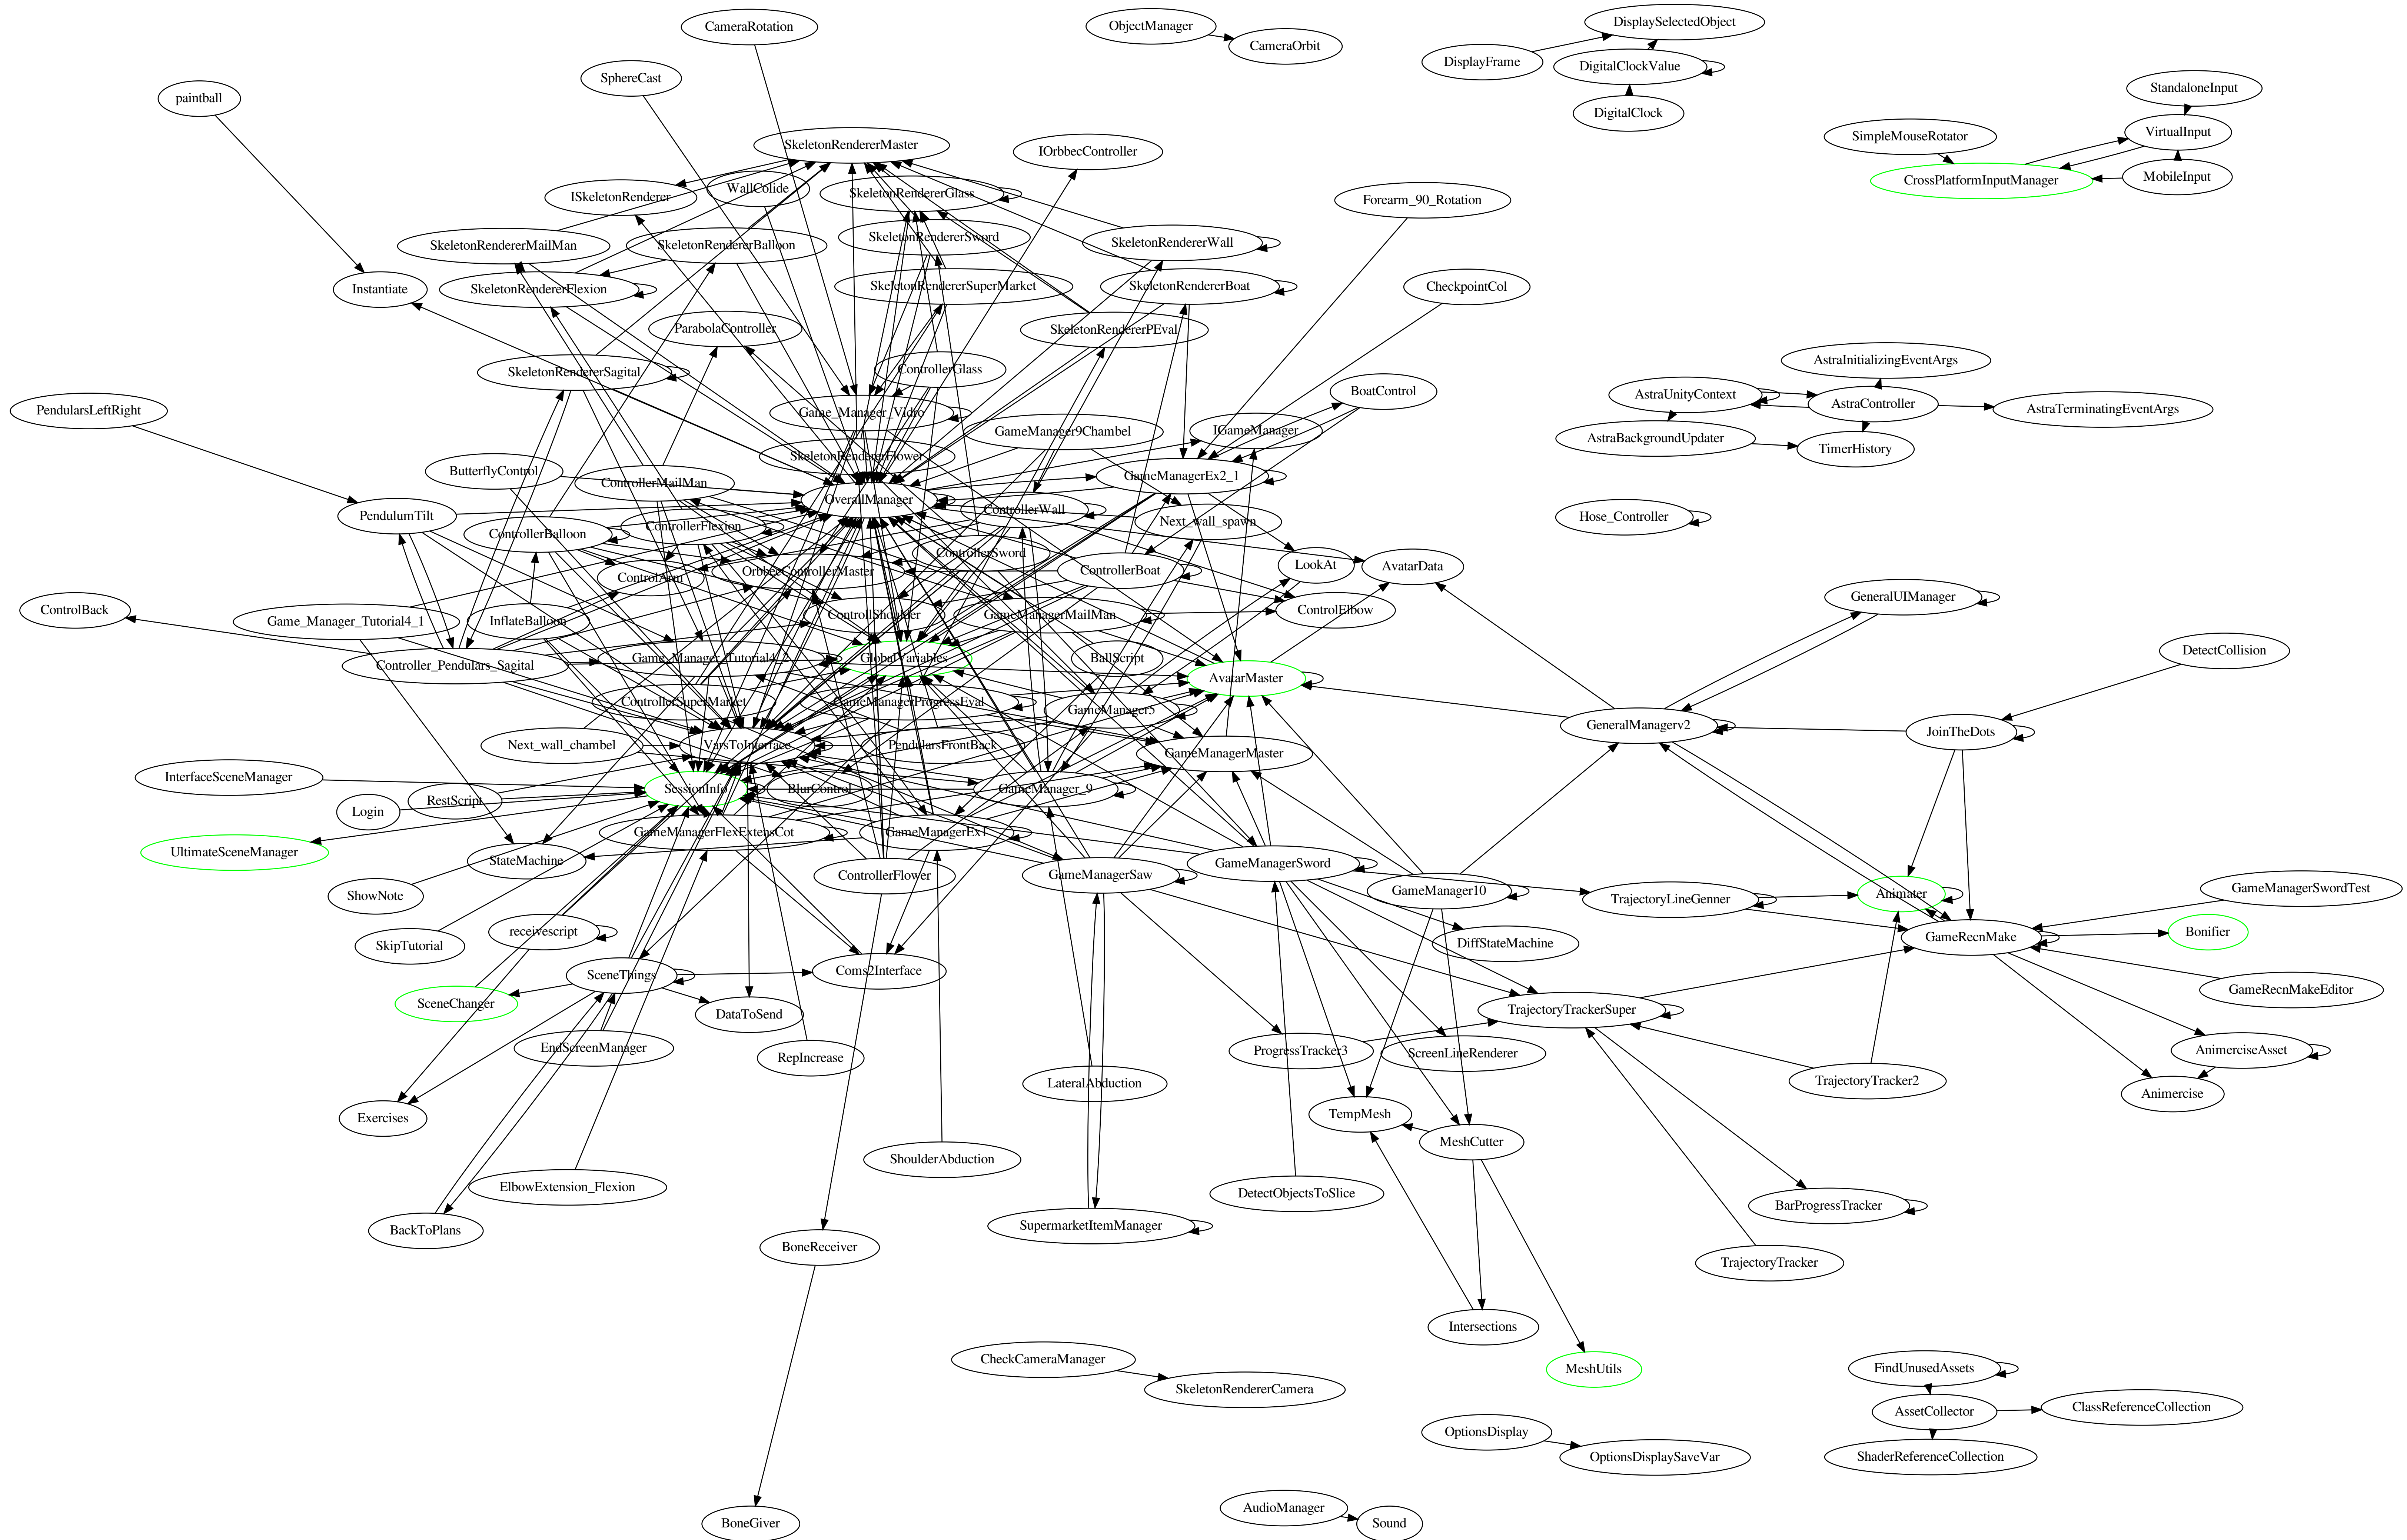 CameraRotation
ObjectManager
DisplaySelectedObject
CameraOrbit
DisplayFrame
DigitalClockValue
SphereCast
StandaloneInput
paintball
DigitalClock
VirtualInput
SimpleMouseRotator
SkeletonRendererMaster
IOrbbecController
CrossPlatformInputManager
MobileInput
ISkeletonRenderer
WallColide
SkeletonRendererGlass
Forearm_90_Rotation
SkeletonRendererMailMan
SkeletonRendererBalloon
SkeletonRendererSword
SkeletonRendererWall
Instantiate
SkeletonRendererFlexion
SkeletonRendererSuperMarket
SkeletonRendererBoat
CheckpointCol
ParabolaController
SkeletonRendererPEval
AstraInitializingEventArgs
SkeletonRendererSagital
ControllerGlass
BoatControl
AstraUnityContext
AstraController
AstraTerminatingEventArgs
PendularsLeftRight
Game_Manager_Vidro
GameManager9Chambel
IGameManager
AstraBackgroundUpdater
TimerHistory
ButterflyControl
SkeletonRendererFlower
ControllerMailMan
GameManagerEx2_1
OverallManager
PendulumTilt
ControllerFlexion
ControllerWall
Next_wall_spawn
Hose_Controller
ControllerBalloon
ControllerSword
ControlArm
OrbbecControllerMaster
ControllerBoat
LookAt
AvatarData
ControlBack
Game_Manager_Tutorial4_1
InflateBalloon
ControllShoulder
GameManagerMailMan
ControlElbow
GeneralUIManager
Controller_Pendulars_Sagital
Game_Manager_Tutorial4_2
GlobalVariables
BallScript
AvatarMaster
DetectCollision
ControllerSuperMarket
GameManagerProgressEval
GameManager5
GeneralManagerv2
JoinTheDots
Next_wall_chambel
VarsToInterface
PendularsFrontBack
GameManagerMaster
InterfaceSceneManager
RestScript
SessionInfo
BlurControl
GameManager_9
Login
UltimateSceneManager
StateMachine
GameManagerFlexExtensCot
GameManagerEx1
GameManagerSword
ShowNote
ControllerFlower
GameManagerSaw
GameManager10
TrajectoryLineGenner
Animater
GameManagerSwordTest
SkipTutorial
receivescript
DiffStateMachine
GameRecnMake
Bonifier
SceneChanger
SceneThings
Coms2Interface
GameRecnMakeEditor
DataToSend
TrajectoryTrackerSuper
EndScreenManager
RepIncrease
ProgressTracker3
ScreenLineRenderer
AnimerciseAsset
Exercises
LateralAbduction
TempMesh
TrajectoryTracker2
Animercise
ShoulderAbduction
MeshCutter
ElbowExtension_Flexion
DetectObjectsToSlice
BackToPlans
SupermarketItemManager
BarProgressTracker
BoneReceiver
TrajectoryTracker
Intersections
CheckCameraManager
SkeletonRendererCamera
MeshUtils
FindUnusedAssets
AssetCollector
ClassReferenceCollection
OptionsDisplay
OptionsDisplaySaveVar
ShaderReferenceCollection
BoneGiver
AudioManager
Sound